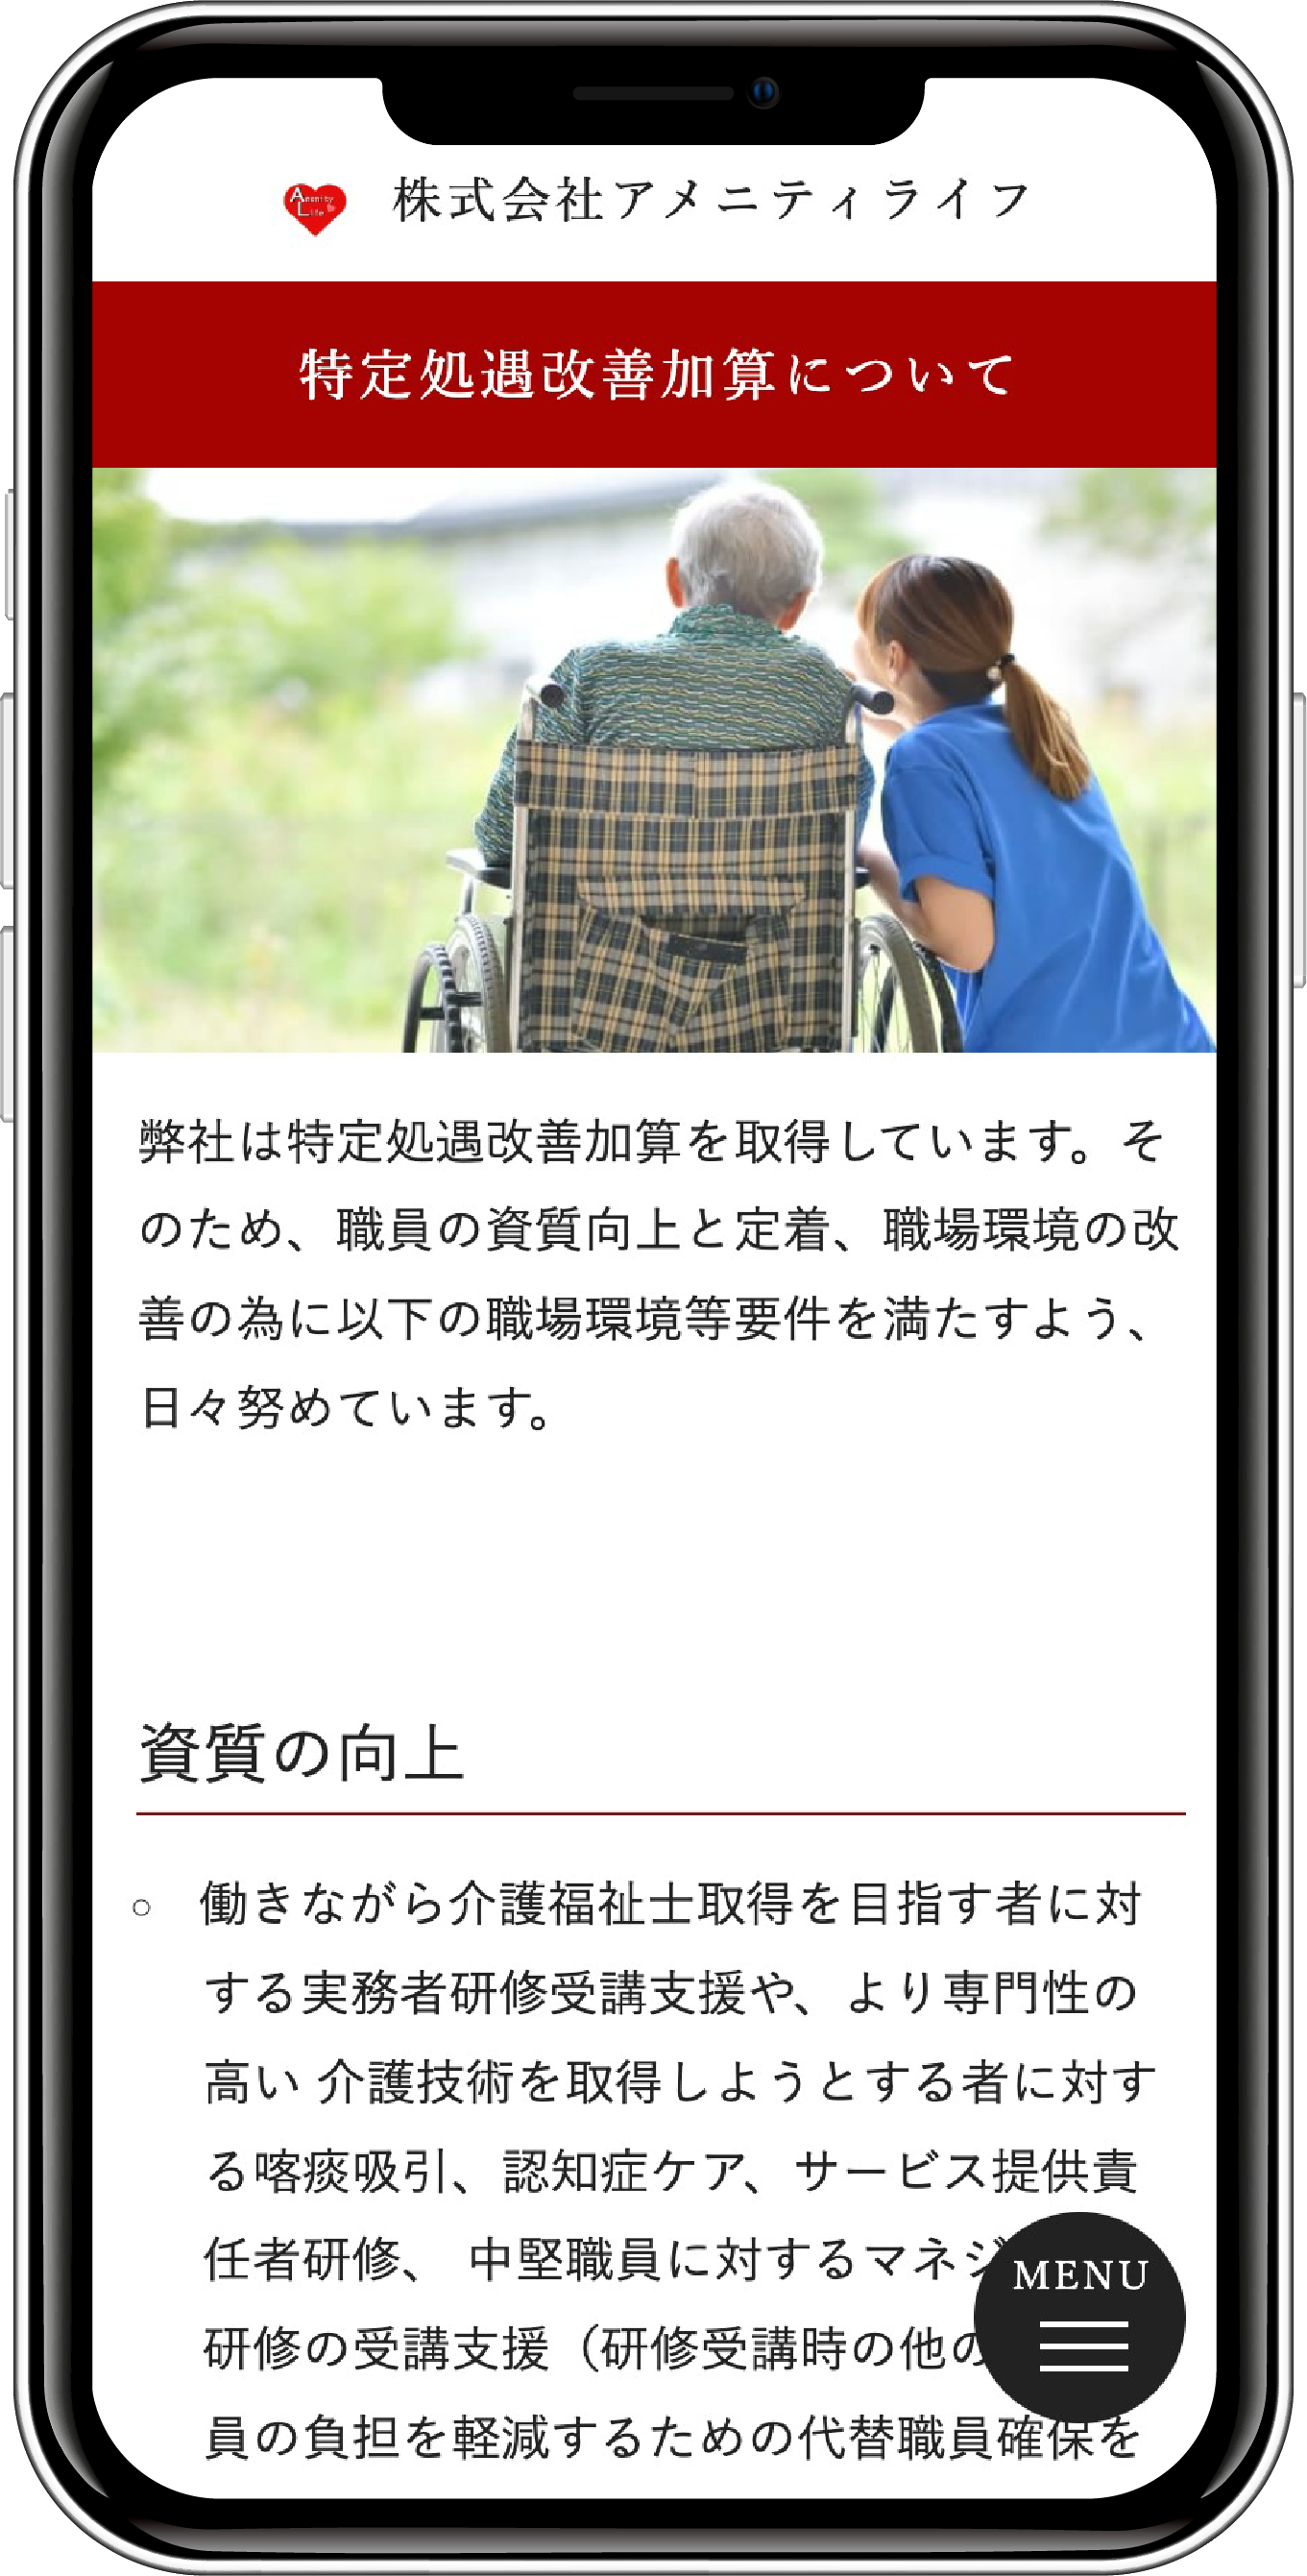 Amenity
Life
株式会社アメニティライフ
特定処遇改善加算について
弊社は特定処遇改善加算を取得しています。そ
のため、職員の資質向上と定着、職場環境の改
善の為に以下の職場環境等要件を満たすよう、
日々努めています。
資質の向上
○ 働きながら介護福祉士取得を目指す者に対
する実務者研修受講支援や、より専門性の
高い 介護技術を取得しようとする者に対す
る喀痰吸引、認知症ケア、サービス提供責
任者研修、 中堅職員に対するマネジ
研修の受講支援（研修受講時の他の
員の負担を軽減するための代替職員確保を
MENU